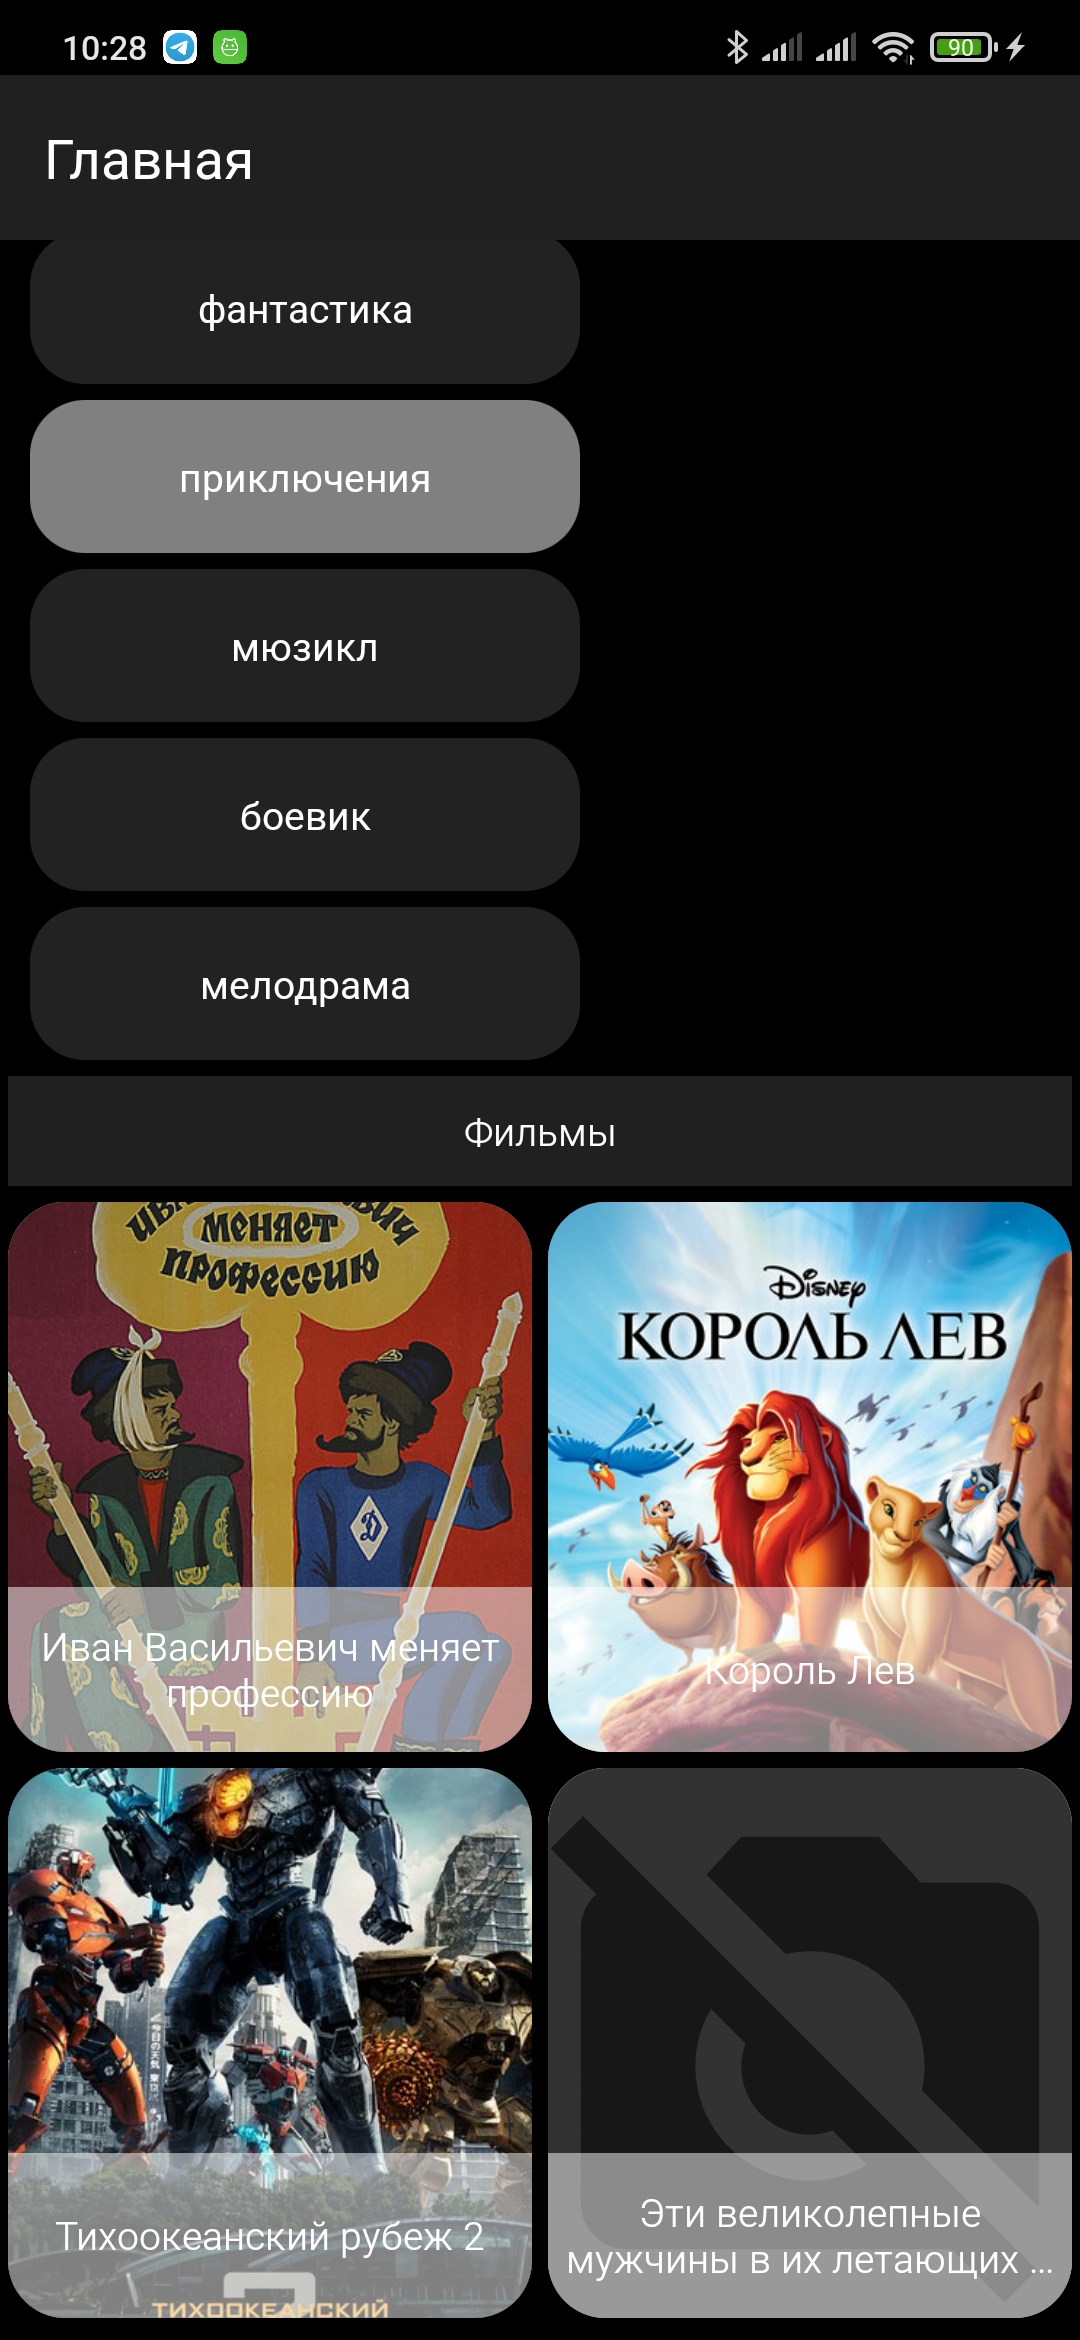 10:28
90
Главная
фантастика
приключения
мюзикл
боевик
мелодрама
Фильмы
меняет
профессию
Disney
КОРОЛЬ ЛЕВ
Д
Иван Васильевич меняет
профессию
Король Лев
Тихоокеанский рубеж 2
ТИХООКЕАНСКИЙ
Эти великолепные
мужчины в их летающих ...